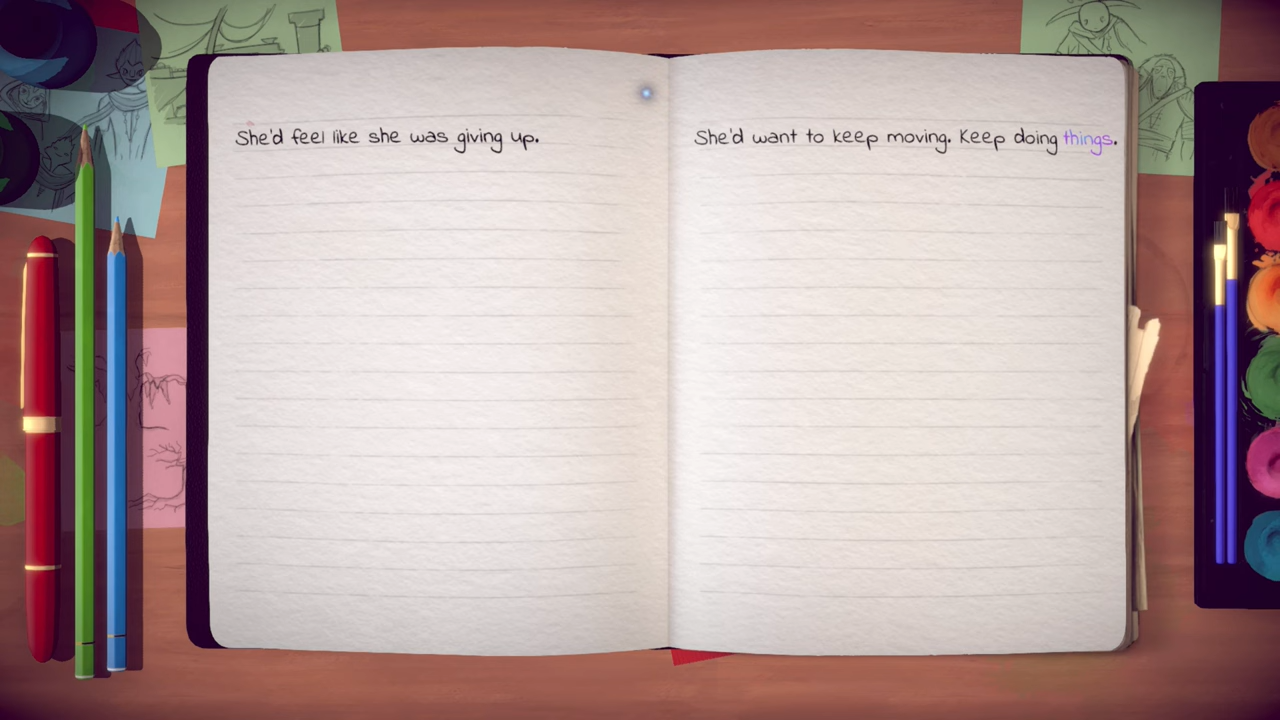 She'd feel like she was giving up.
She'd want to keep moving. Keep doing things.